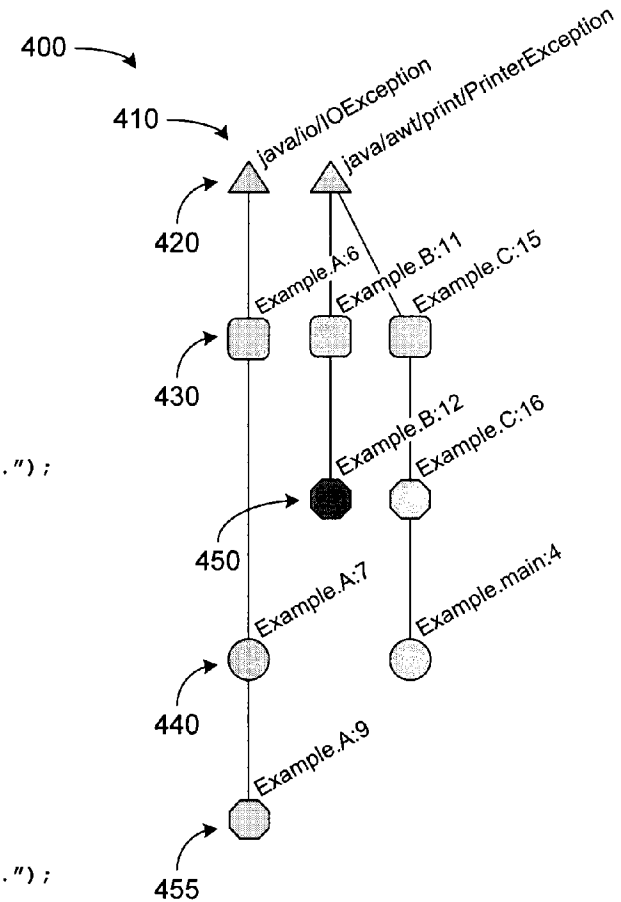 400
410
java/io/IOException
java/awt/print/PrinterException
420
Example.A:6
Example.B:11
Example.C:15
430
Example.B:12
Example.C:16
.");
450
Example.A:7
Example.main:4
440
Example.A:9
455
.");